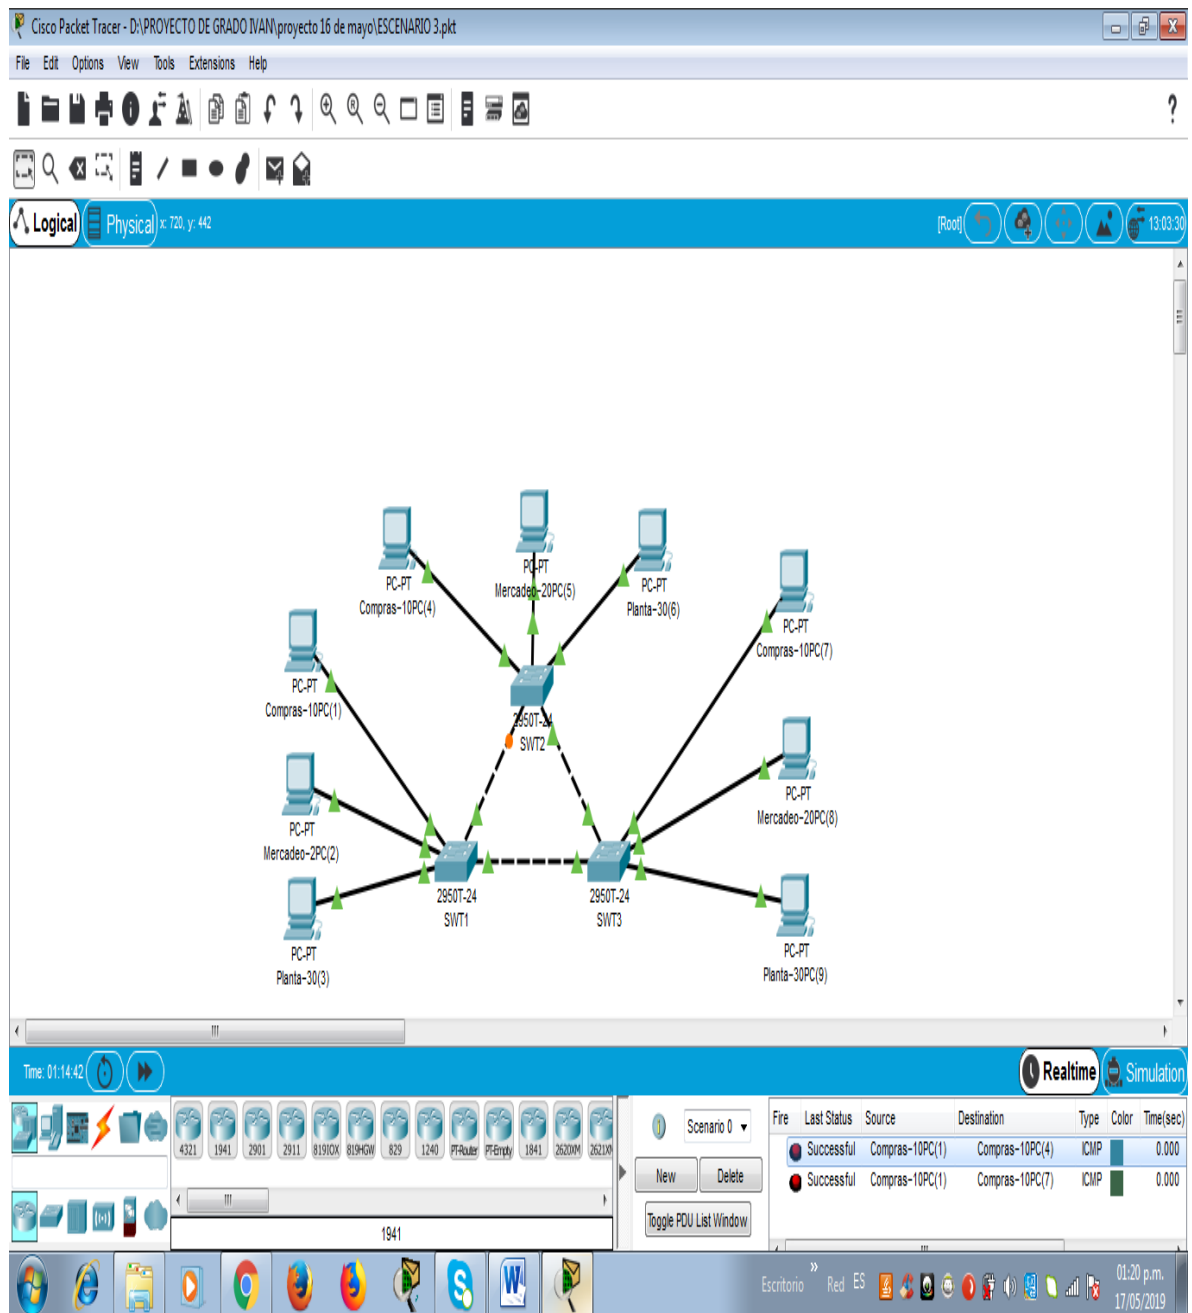 Cisco Packet Tracer - D:\PROYECTO DE GRADO IVAN\proyecto 16 de mayo\ESCENARIO 3.pkt
File Edit Options View Tools Extensions Help
Logical Physical x: 720, y: 442 [Root] 13:03:30
PC-PT
Compras-10PC(4)
PC-PT
Mercadeo-20PC(5)
PC-PT
Planta-30(6)
PC-PT
Compras-10PC(7)
PC-PT
Compras-10PC(1)
2950T-24
SWT2
PC-PT
Mercadeo-2PC(2)
PC-PT
Mercadeo-20PC(8)
2950T-24
SWT1
2950T-24
SWT3
PC-PT
Planta-30(3)
PC-PT
Planta-30PC(9)
Time: 01:14:42 Realtime Simulation
4321 1941 2901 2911 819IOX 819HGW 829 1240 PT-Router PT-Empty 1841 2620XM 2621XM
1941
Scenario 0
New Delete
Toggle PDU List Window
Fire Last Status Source Destination Type Color Time(sec)
Successful Compras-10PC(1) Compras-10PC(4) ICMP 0.000
Successful Compras-10PC(1) Compras-10PC(7) ICMP 0.000
Escritorio » Red ES 01:20 p.m.
17/05/2019